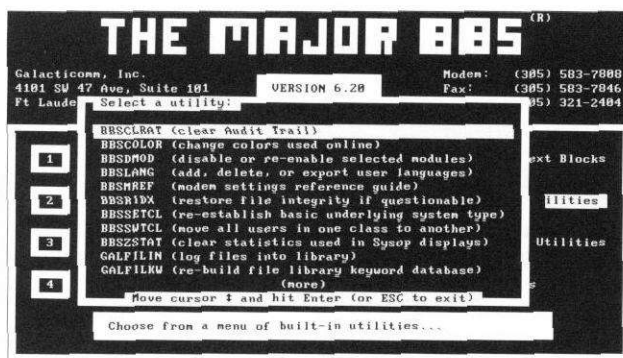 THE MAJOR BBS (R)
Galacticomm, Inc. Modem: (305) 583-7808
4101 SW 47 Ave, Suite 101 VERSION 6.20 Fax: (305) 583-7846
Ft Laude 05) 321-2404
Select a utility:
BBSCLRAT (clear Audit Trail)
BBSCOLOR (change colors used online)
1 BBSDMOD (disable or re-enable selected modules) ext Blocks
BBSLANG (add, delete, or export user languages)
BBSMREF (modem settings reference guide)
2 BBSRIDX (restore file integrity if questionable) ilities
BBSSETCL (re-establish basic underlying system type)
BBSSWTCL (move all users in one class to another)
3 BBSZSTAT (clear statistics used in Sysop displays) Utilities
GALFILIN (log files into library)
GALFILKW (re-build file library keyword database)
4 (more) s
Move cursor ↕ and hit Enter (or ESC to exit)
Choose from a menu of built-in utilities...